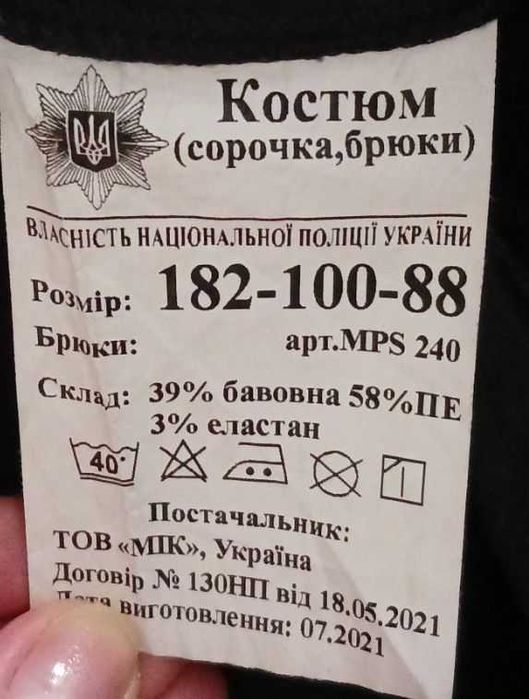 Костюм
(сорочка,брюки)
ВЛАСНІСТЬ НАЦІОНАЛЬНОЇ ПОЛІЦІЇ УКРАЇНИ
Розмір: 182-100-88
Брюки: арт.MPS 240
Склад: 39% бавовна 58%ПЕ
3% еластан
40°
Постачальник:
ТОВ «МІК», Україна
Договір № 130НП від 18.05.2021
Дата виготовлення: 07.2021